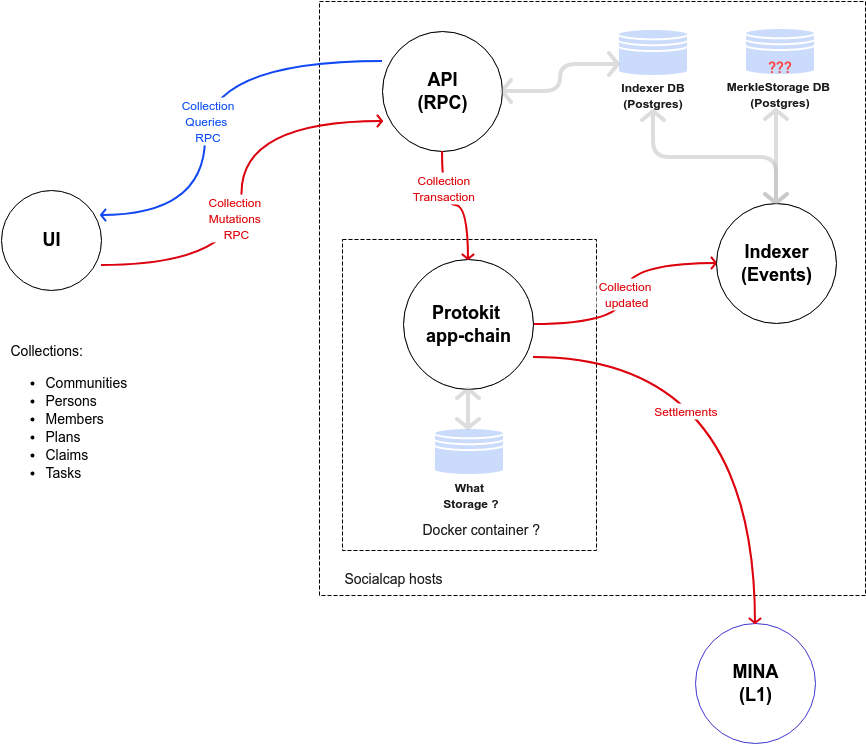 API
(RPC)
Indexer DB
(Postgres)
???
MerkleStorage DB
(Postgres)
Collection
Queries
RPC
Collection
Transaction
Collection
Mutations
RPC
UI
Indexer
(Events)
Protokit
app-chain
Collection
updated
Collections:
• Communities
• Persons
• Members
• Plans
• Claims
• Tasks
Settlements
What
Storage ?
Docker container ?
Socialcap hosts
MINA
(L1)